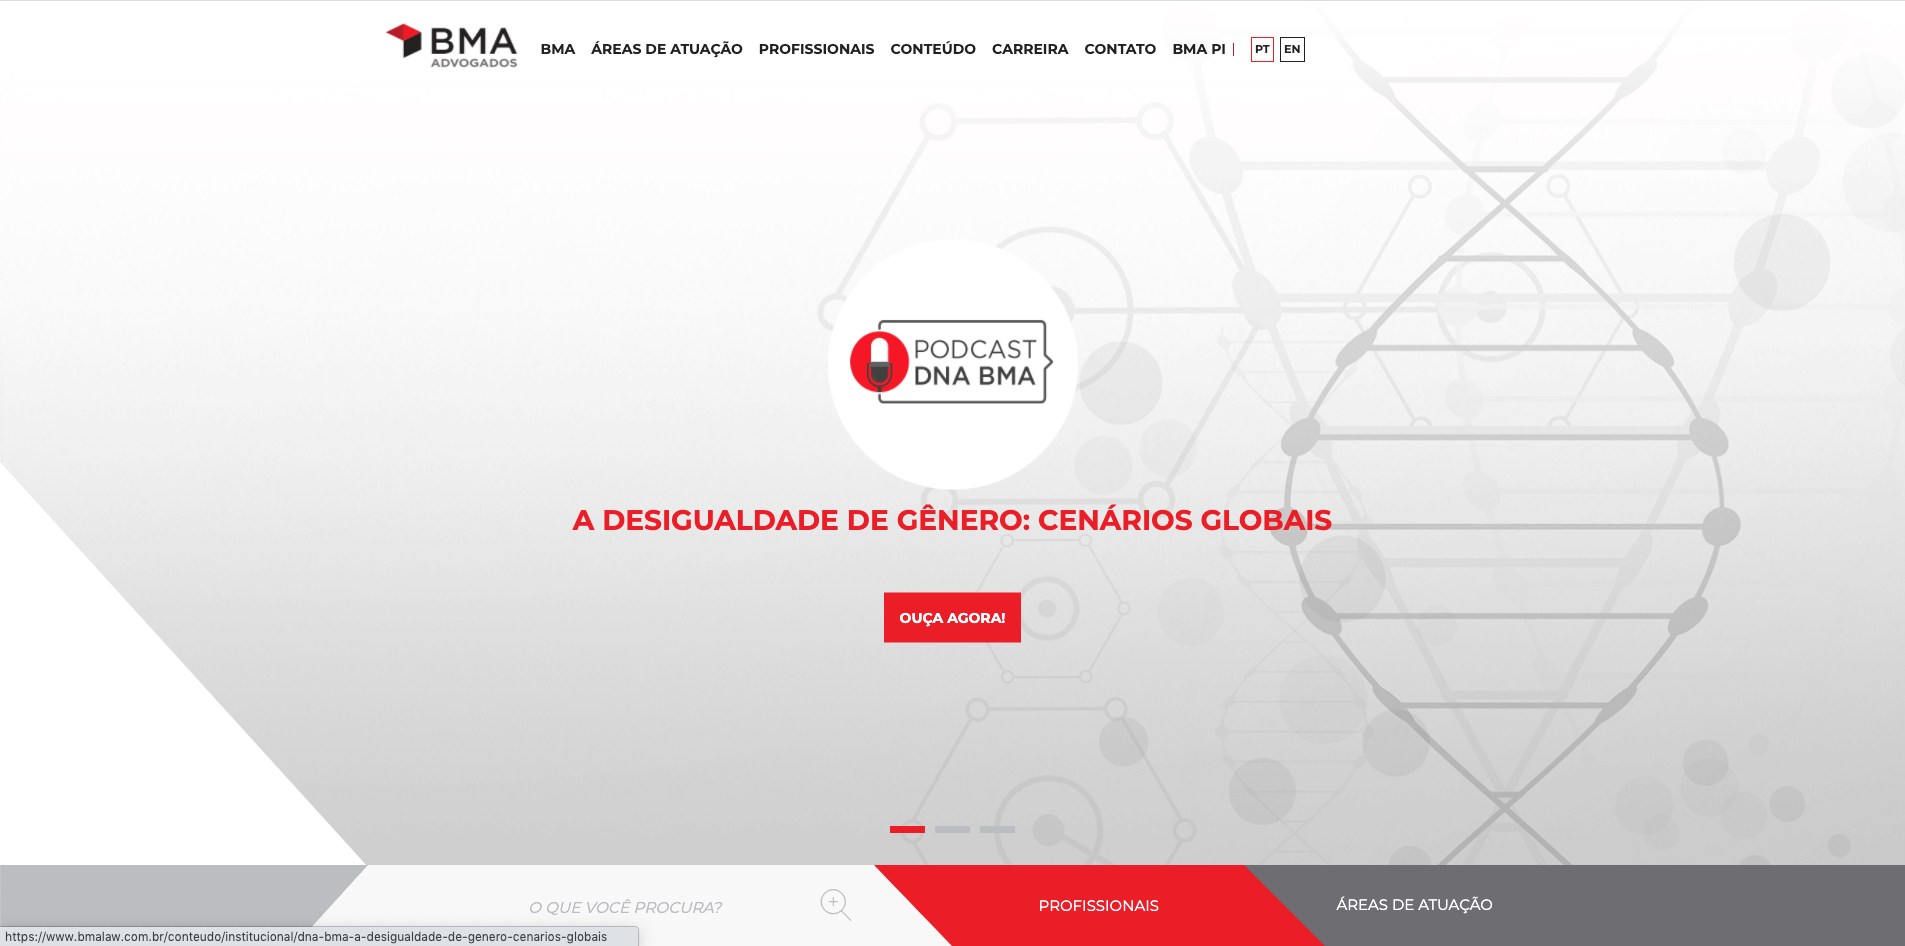 BMA
ADVOGADOS
BMA ÁREAS DE ATUAÇÃO PROFISSIONAIS CONTEÚDO CARREIRA CONTATO BMA PI | PT EN
PODCAST
DNA BMA
A DESIGUALDADE DE GÊNERO: CENÁRIOS GLOBAIS
OUÇA AGORA!
O QUE VOCÊ PROCURA? PROFISSIONAIS ÁREAS DE ATUAÇÃO
https://www.bmalaw.com.br/conteudo/institucional/dna-bma-a-desigualdade-de-genero-cenarios-globais